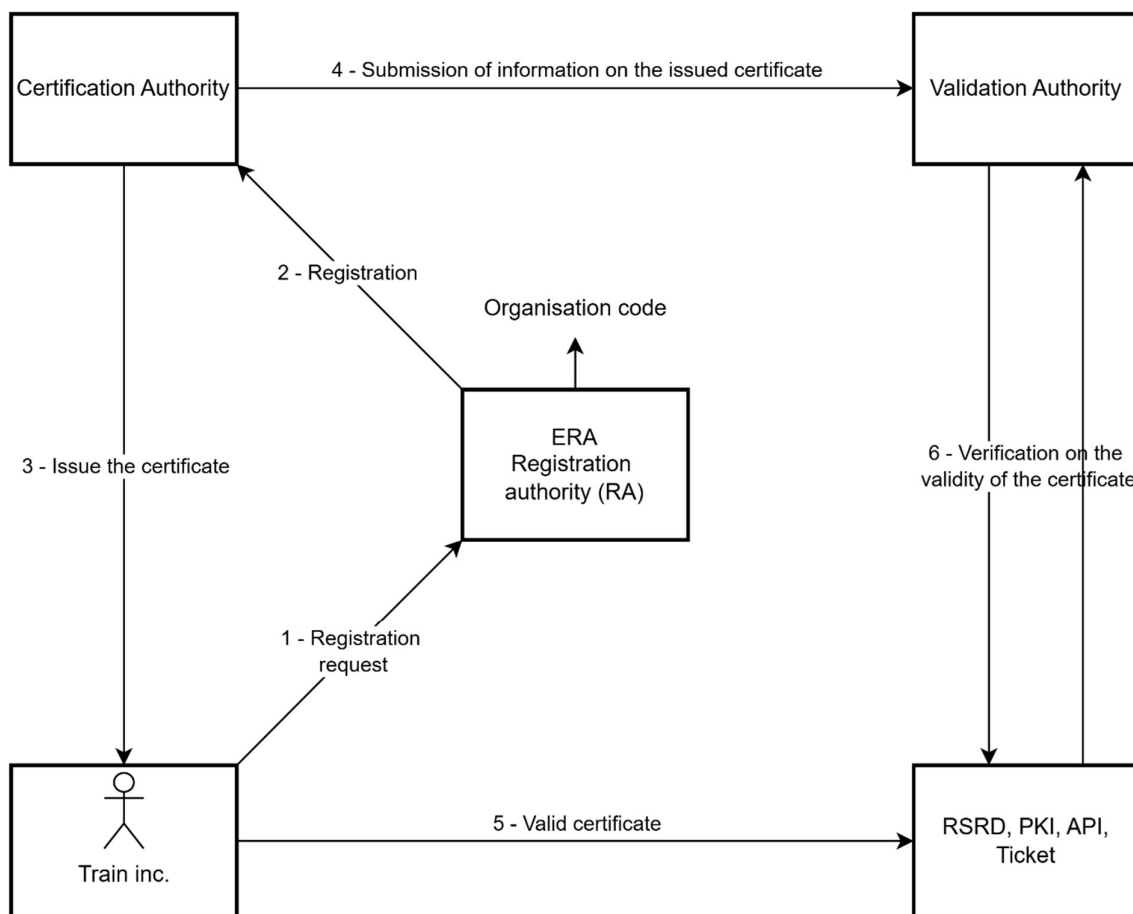 4 - Submission of information on the issued certificate
Certification Authority
Validation Authority
2 - Registration
Organisation code
ERA
Registration
authority (RA)
3 - Issue the certificate
6 - Verification on the
validity of the certificate
1 - Registration
request
5 - Valid certificate
RSRD, PKI, API,
Ticket
Train inc.